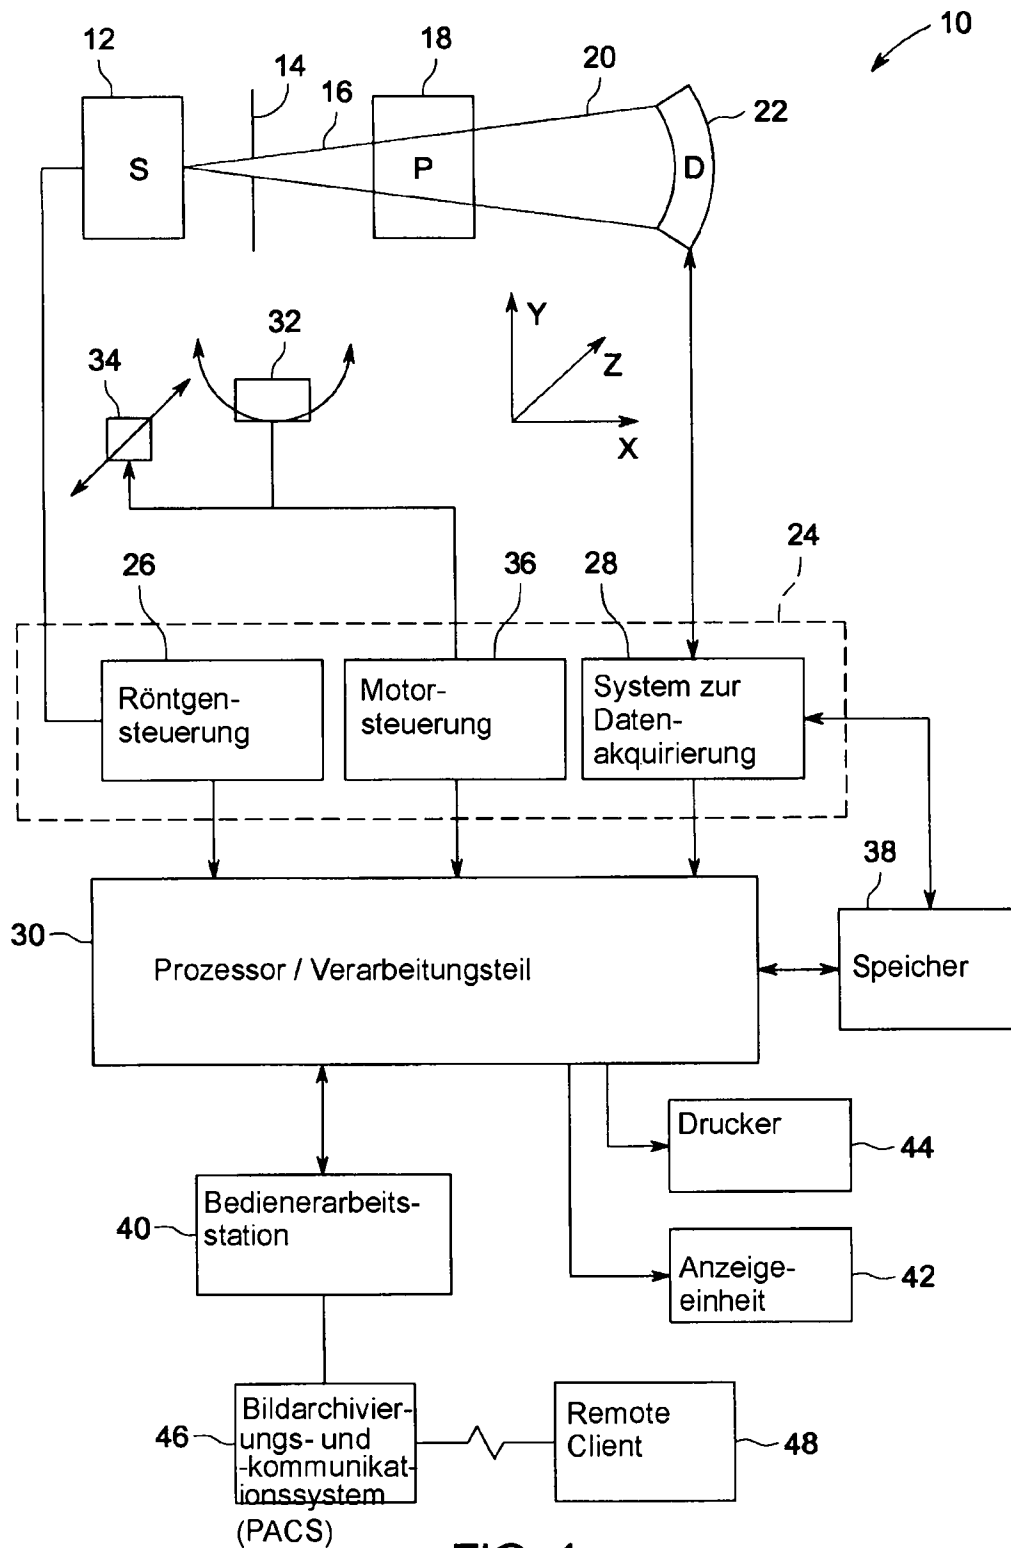 10
12
14
16
18
20
22
S
P
D
32
34
Y
Z
X
24
26
36
28
Röntgen-
steuerung
Motor-
steuerung
System zur
Daten-
akquirierung
38
30
Prozessor / Verarbeitungsteil
Speicher
Drucker
44
40
Bedienerarbeits-
station
Anzeige-
einheit
42
46
Bildarchivier-
ungs- und
-kommunikat-
ionssystem
(PACS)
Remote
Client
48